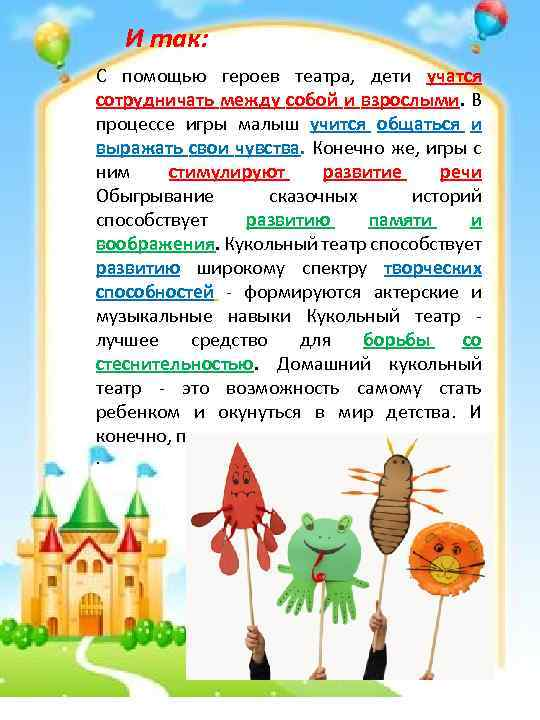 И так:
С помощью героев театра, дети учатся
сотрудничать между собой и взрослыми. В
процессе игры малыш учится общаться и
выражать свои чувства. Конечно же, игры с
ним стимулируют развитие речи
Обыгрывание сказочных историй
способствует развитию памяти и
воображения. Кукольный театр способствует
развитию широкому спектру творческих
способностей - формируются актерские и
музыкальные навыки Кукольный театр -
лучшее средство для борьбы со
стеснительностью. Домашний кукольный
театр - это возможность самому стать
ребенком и окунуться в мир детства. И
конечно, п
.